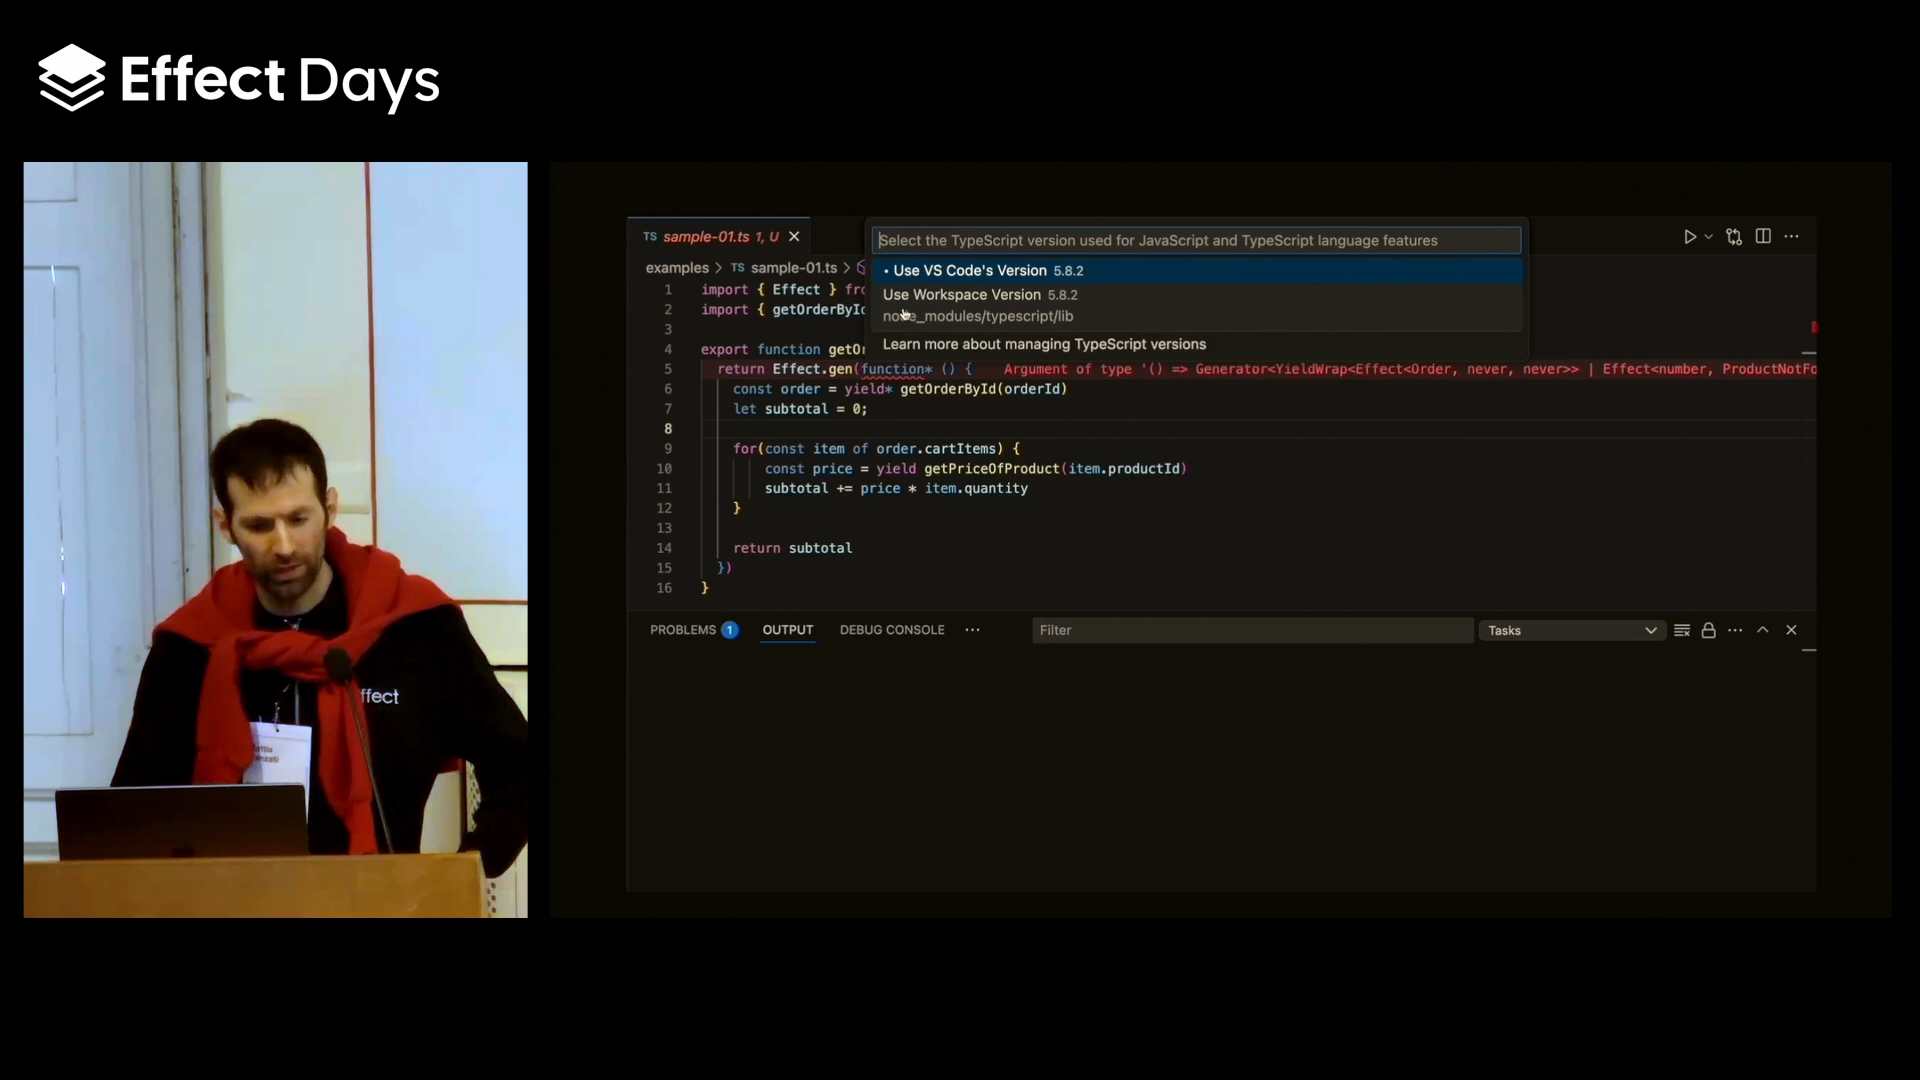 Effect Days
TS sample-01.ts 1, U
Select the TypeScript version used for JavaScript and TypeScript language features
examples > TS sample-01.ts >
• Use VS Code's Version 5.8.2
Use Workspace Version 5.8.2
node_modules/typescript/lib
Learn more about managing TypeScript versions
1 import { Effect } fro
2 import { getOrderById
3
4 export function getOr
5 return Effect.gen(function* () { Argument of type '() => Generator<YieldWrap<Effect<Order, never, never>> | Effect<number, ProductNotFo
6 const order = yield* getOrderById(orderId)
7 let subtotal = 0;
8
9 for(const item of order.cartItems) {
10 const price = yield getPriceOfProduct(item.productId)
11 subtotal += price * item.quantity
12 }
13
14 return subtotal
15 })
16 }
PROBLEMS 1 OUTPUT DEBUG CONSOLE ··· Filter Tasks
ffect